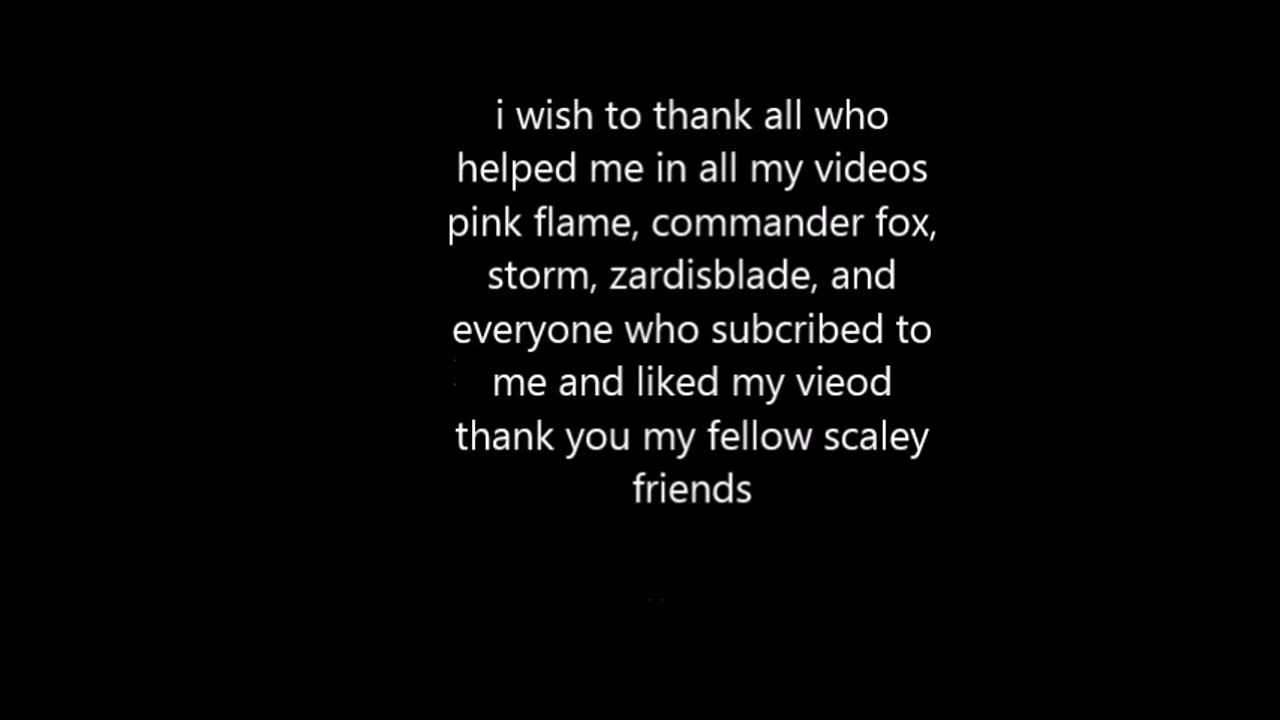 i wish to thank all who
helped me in all my videos
pink flame, commander fox,
storm, zardisblade, and
everyone who subcribed to
me and liked my vieod
thank you my fellow scaley
friends